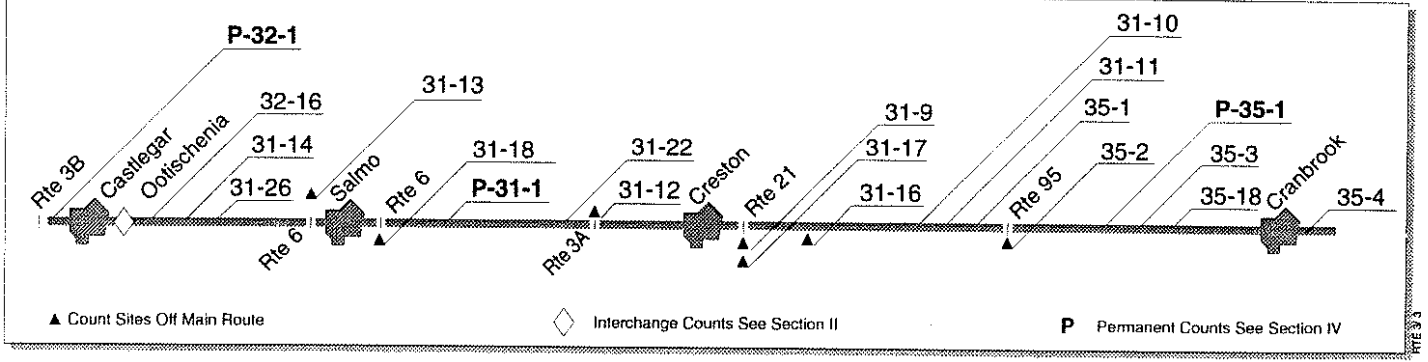 P-32-1
31-10
31-13
31-11
32-16
31-9
35-1
P-35-1
Rte 3B
Castlegar
Ootischenia
31-14
31-18
31-22
31-17
35-2
35-3
Cranbrook
31-26
Salmo
Rte 6
P-31-1
31-12
Creston
Rte 21
31-16
Rte 95
35-18
35-4
Rte 6
Rte 3A
▲ Count Sites Off Main Route
Interchange Counts See Section II
P Permanent Counts See Section IV